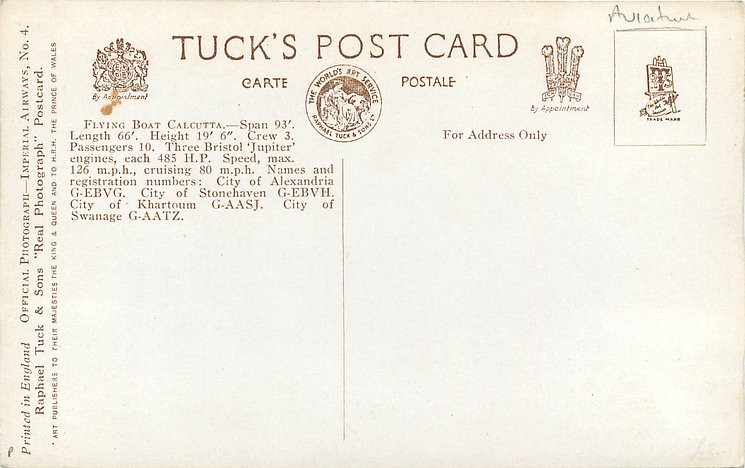 Aviation
TUCK'S POST CARD
CARTE POSTALE
By Appointment
THE WORLD'S ART SERVICE
RAPHAEL TUCK & SONS LD
By Appointment
TRADE MARK
FLYING BOAT CALCUTTA.—Span 93'.
Length 66'. Height 19' 6". Crew 3.
Passengers 10. Three Bristol 'Jupiter'
engines, each 485 H.P. Speed, max.
126 m.p.h., cruising 80 m.p.h. Names and
registration numbers: City of Alexandria
G-EBVG. City of Stonehaven G-EBVH.
City of Khartoum G-AASJ. City of
Swanage G-AATZ.
For Address Only
Printed in England OFFICIAL PHOTOGRAPH—IMPERIAL AIRWAYS, No. 4.
Raphael Tuck & Sons "Real Photograph" Postcard.
ART PUBLISHERS TO THEIR MAJESTIES THE KING & QUEEN AND TO H.R.H. THE PRINCE OF WALES
P